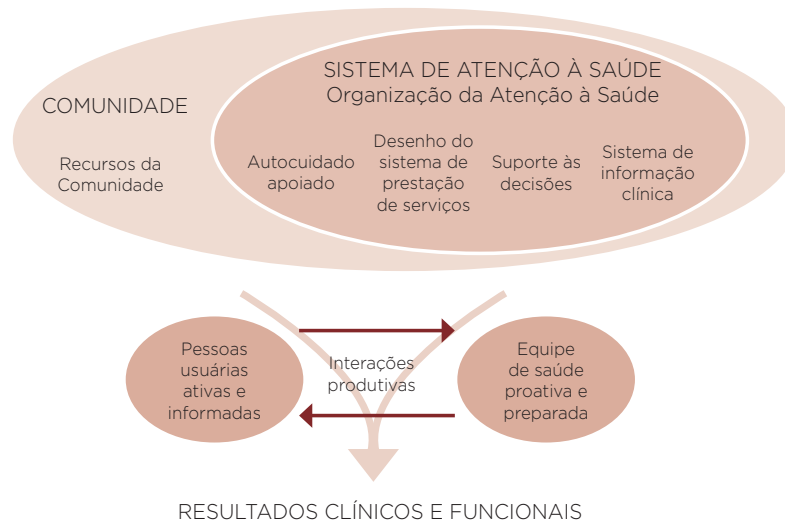 SISTEMA DE ATENÇÃO À SAÚDE
Organização da Atenção à Saúde
COMUNIDADE
Recursos da
Comunidade
Autocuidado
apoiado
Desenho do
sistema de
prestação
de serviços
Suporte às
decisões
Sistema de
informação
clínica
Pessoas
usuárias
ativas e
informadas
Interações
produtivas
Equipe
de saúde
proativa e
preparada
RESULTADOS CLÍNICOS E FUNCIONAIS